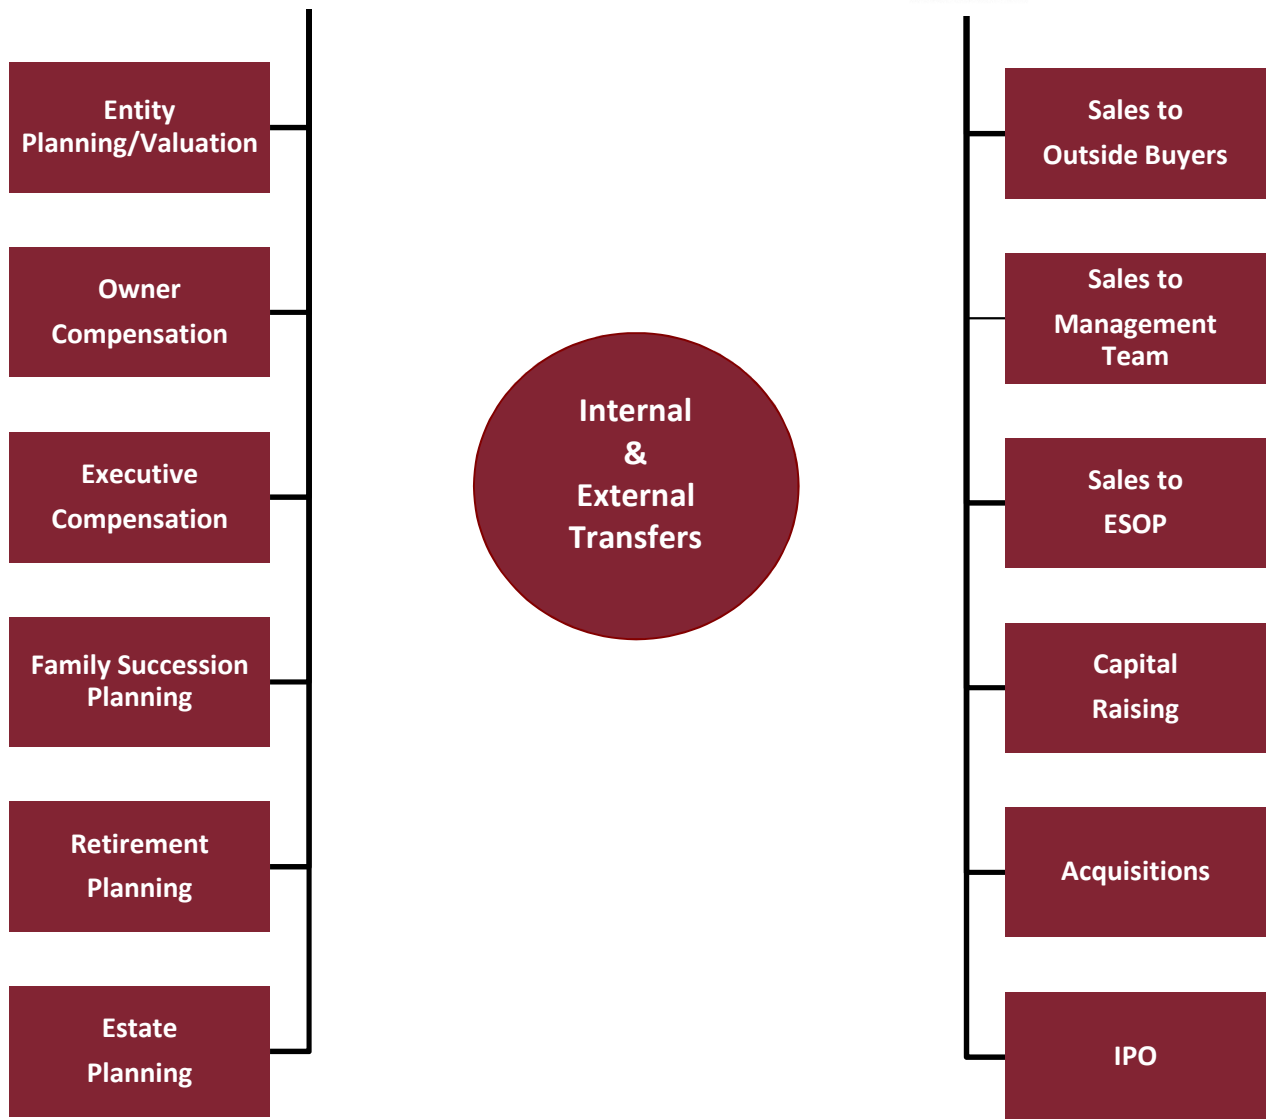 Entity
Planning/Valuation
Owner
Compensation
Executive
Compensation
Family Succession
Planning
Retirement
Planning
Estate
Planning
Internal
&
External
Transfers
Sales to
Outside Buyers
Sales to
Management
Team
Sales to
ESOP
Capital
Raising
Acquisitions
IPO